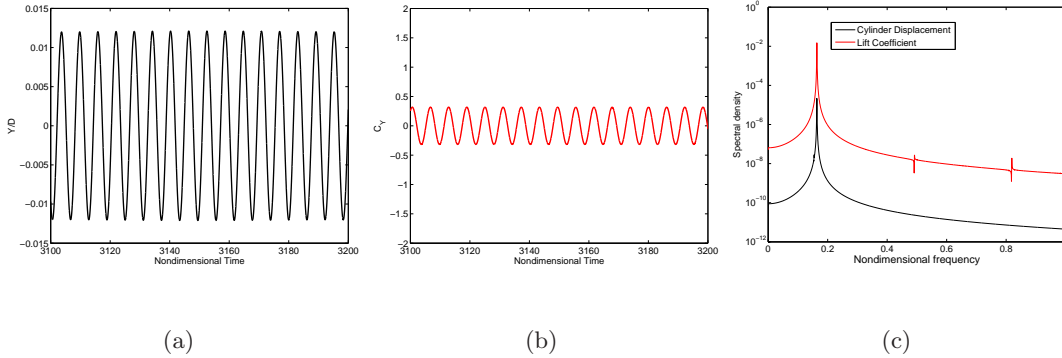 0.015
0.01
0.005
0
−0.005
−0.01
−0.015
Y/D
3100 3120 3140 3160 3180 3200
Nondimensional Time
2
1.5
1
0.5
0
−0.5
−1
−1.5
−2
C_Y
3100 3120 3140 3160 3180 3200
Nondimensional Time
10^0
10^−2
10^−4
10^−6
10^−8
10^−10
10^−12
Spectral density
Cylinder Displacement
Lift Coefficient
0 0.2 0.4 0.6 0.8
Nondimensional frequency
(a) (b) (c)